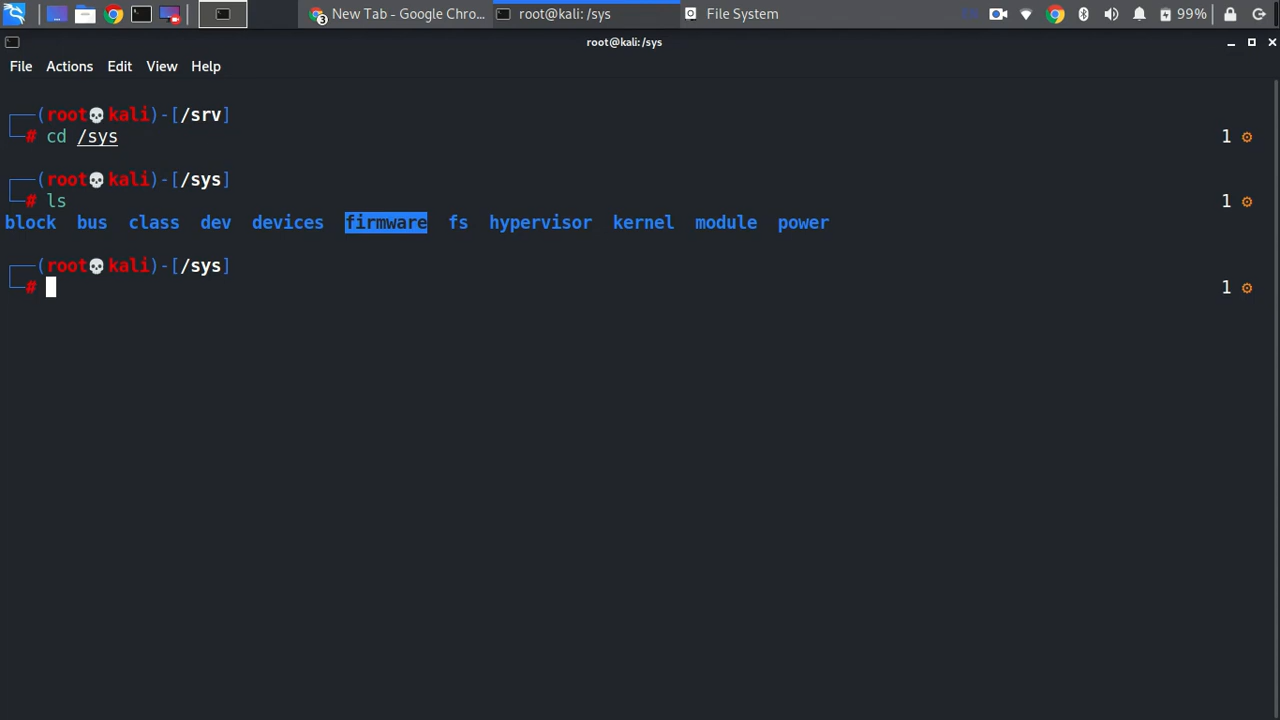 New Tab - Google Chro...
root@kali: /sys
File System
99%
root@kali: /sys
File Actions Edit View Help
(root💀kali)-[/srv]
# cd /sys 1
(root💀kali)-[/sys]
# ls 1
block bus class dev devices firmware fs hypervisor kernel module power
(root💀kali)-[/sys]
# 1